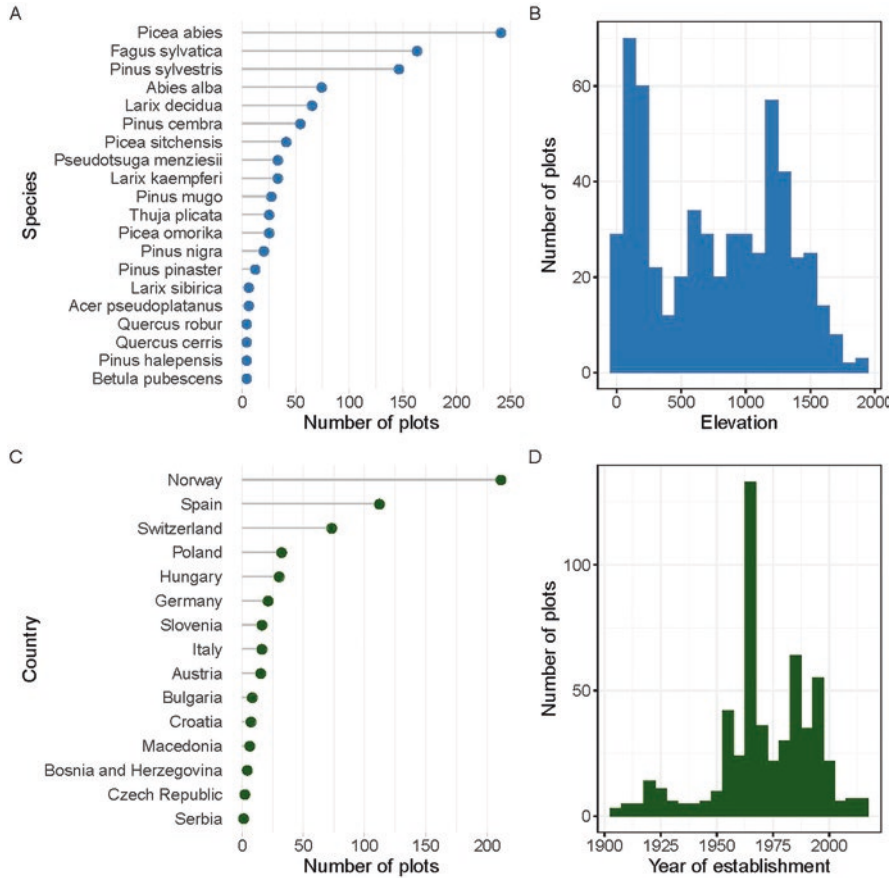 A
Picea abies
Fagus sylvatica
Pinus sylvestris
Abies alba
Larix decidua
Pinus cembra
Picea sitchensis
Pseudotsuga menziesii
Larix kaempferi
Pinus mugo
Thuja plicata
Picea omorika
Pinus nigra
Pinus pinaster
Larix sibirica
Acer pseudoplatanus
Quercus robur
Quercus cerris
Pinus halepensis
Betula pubescens
Species
0 50 100 150 200 250
Number of plots
B
60
40
20
0
Number of plots
0 500 1000 1500 2000
Elevation
C
Norway
Spain
Switzerland
Poland
Hungary
Germany
Slovenia
Italy
Austria
Bulgaria
Croatia
Macedonia
Bosnia and Herzegovina
Czech Republic
Serbia
Country
0 50 100 150 200
Number of plots
D
100
50
0
Number of plots
1900 1925 1950 1975 2000
Year of establishment